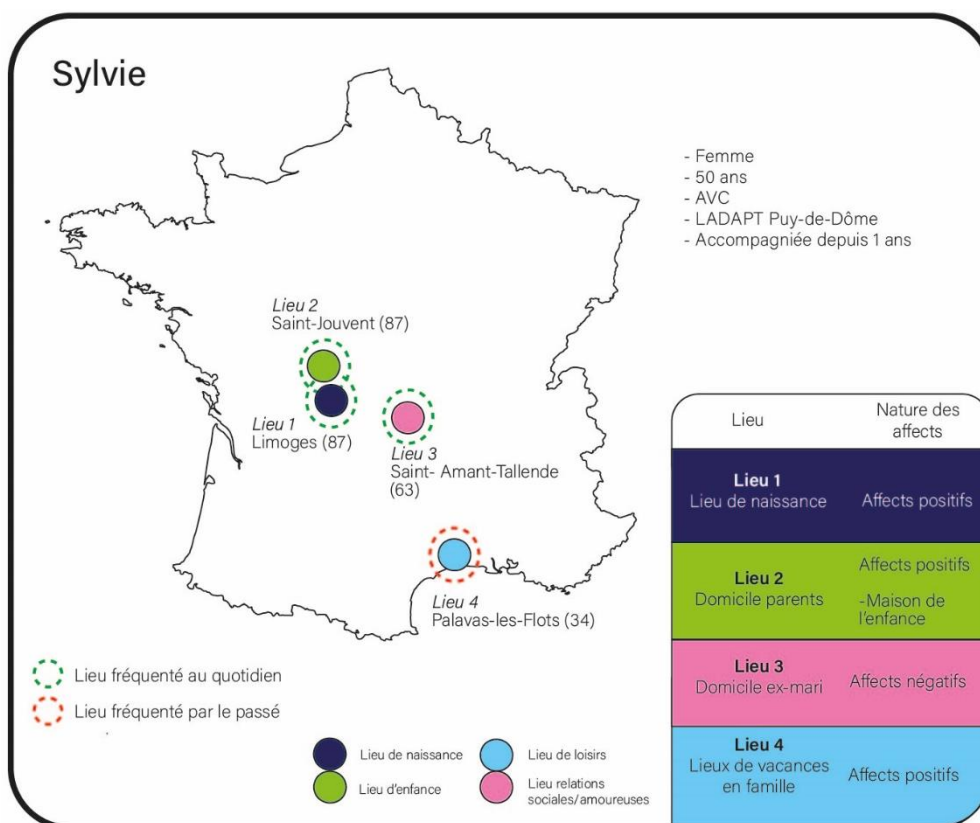 Sylvie
- Femme
- 50 ans
- AVC
- LADAPT Puy-de-Dôme
- Accompagniée depuis 1 ans
Lieu 2
Saint-Jouvent (87)
Lieu 1
Limoges (87)
Lieu 3
Saint- Amant-Tallende
(63)
Lieu 4
Palavas-les-Flots (34)
Lieu fréquenté au quotidien
Lieu fréquenté par le passé
Lieu de naissance
Lieu d'enfance
Lieu de loisirs
Lieu relations
sociales/amoureuses
Lieu
Nature des
affects
Lieu 1
Lieu de naissance
Affects positifs
Lieu 2
Domicile parents
Affects positifs
-Maison de
l'enfance
Lieu 3
Domicile ex-mari
Affects négatifs
Lieu 4
Lieux de vacances
en famille
Affects positifs